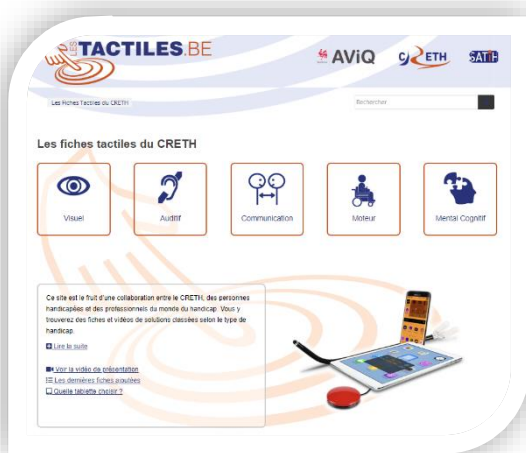 LES TACTILES.BE
AViQ
CRETH
SATIH
Les Fiches Tactiles du CRETH
Rechercher
Les fiches tactiles du CRETH
Visuel
Auditif
Communication
Moteur
Mental Cognitif
Ce site est le fruit d'une collaboration entre le CRETH, des personnes
handicapées et des professionnels du monde du handicap. Vous y
trouverez des fiches et vidéos de solutions classées selon le type de
handicap.
Lire la suite
Voir la vidéo de présentation
Les dernières fiches ajoutées
Quelle tablette choisir ?